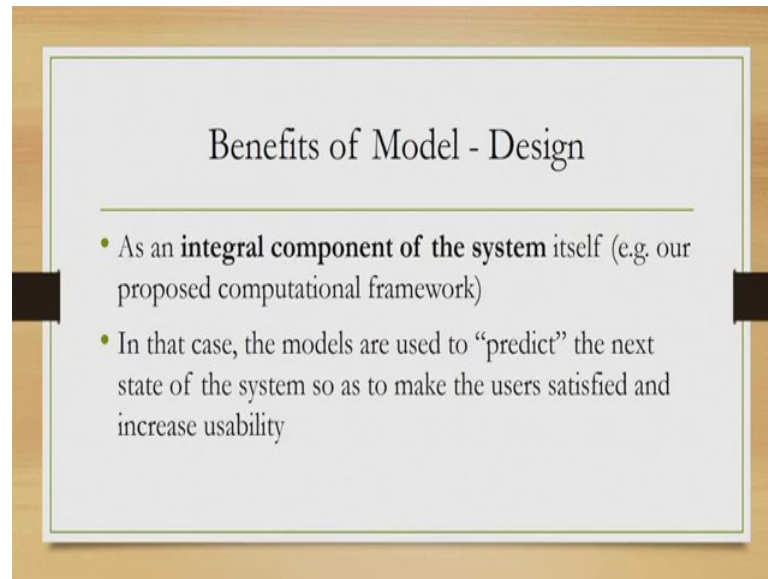 Benefits of Model - Design
• As an integral component of the system itself (e.g. our
proposed computational framework)
• In that case, the models are used to “predict” the next
state of the system so as to make the users satisfied and
increase usability